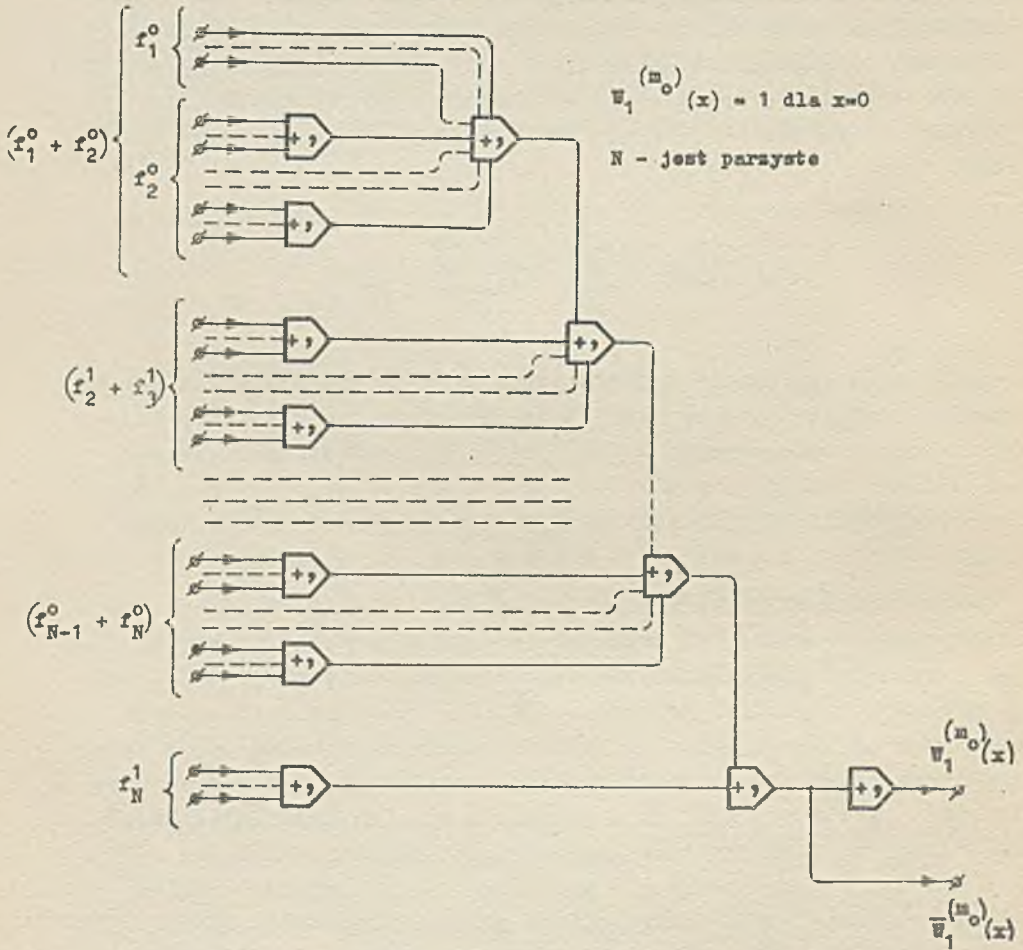 (f₁⁰ + f₂⁰)
f₁⁰
f₂⁰
+,
+,
+,
W₁^(m₀)(x) = 1 dla x=0
N - jest parzyste
(f₂¹ + f₃¹)
+,
+,
+,
(f⁰_{N-1} + f⁰_N)
+,
+,
+,
f¹_N
+,
+,
+,
W₁^(m₀)(x)
W̅₁^(m₀)(x)